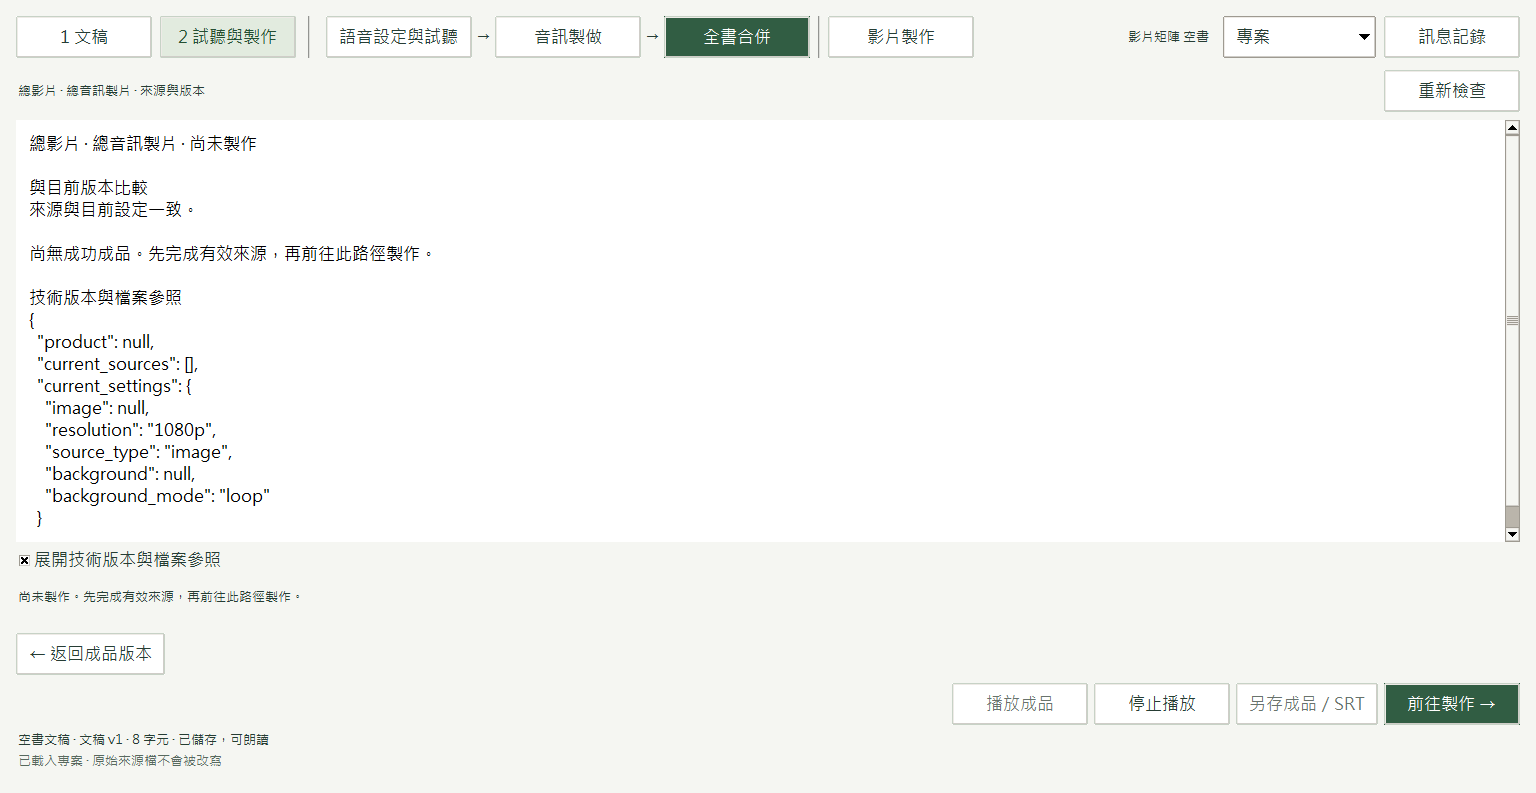 1 文稿
2 試聽與製作
語音設定與試聽
→
音訊製做
→
全書合併
影片製作
影片矩陣 空書
專案
訊息記錄
總影片 · 總音訊製片 · 來源與版本
重新檢查
總影片 · 總音訊製片 · 尚未製作
與目前版本比較
來源與目前設定一致。
尚無成功成品。先完成有效來源，再前往此路徑製作。
技術版本與檔案參照
{
"product": null,
"current_sources": [],
"current_settings": {
"image": null,
"resolution": "1080p",
"source_type": "image",
"background": null,
"background_mode": "loop"
}
展開技術版本與檔案參照
尚未製作。先完成有效來源，再前往此路徑製作。
← 返回成品版本
播放成品
停止播放
另存成品 / SRT
前往製作 →
空書文稿 · 文稿 v1 · 8 字元 · 已儲存，可朗讀
已載入專案 · 原始來源檔不會被改寫